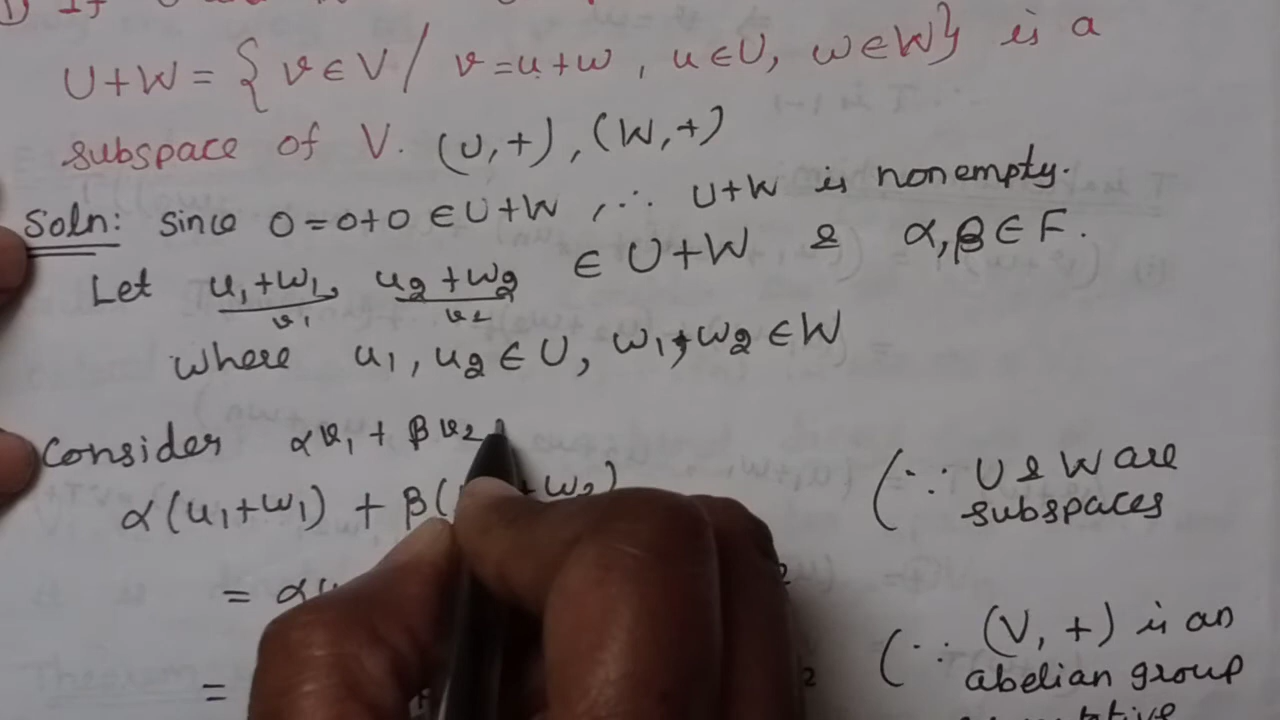 U+W = { v∈V / v=u+w, u∈U, w∈W} is a
subspace of V. (U,+), (W,+)
Soln: since 0=0+0 ∈U+W, ∴ U+W is nonempty.
Let u₁+w₁, u₂+w₂ ∈ U+W & α,β∈F.
v₁ v₂
where u₁, u₂∈U, w₁,w₂∈W
Consider αv₁ + βv₂
α(u₁+w₁) + β( +w₂)
(∵ U & W are
subspaces
= α
(∵ (V, +) is an
abelian group
=